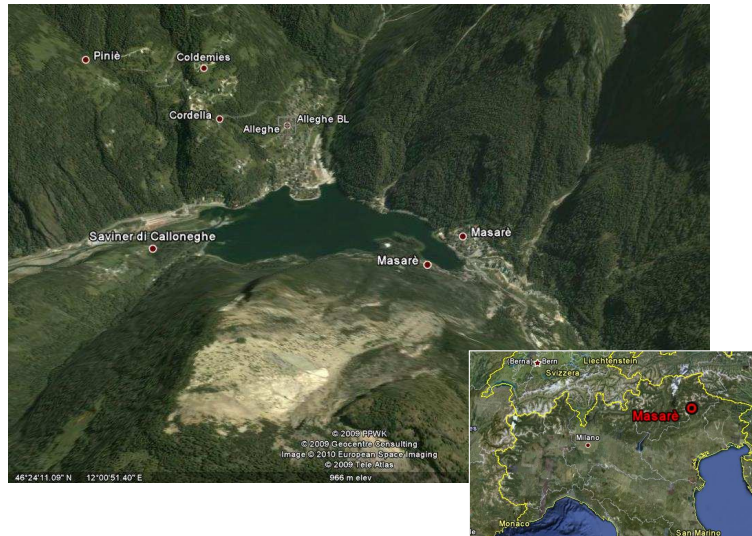 Piniè
Coldemies
Cordella
Alleghe BL
Alleghe
Saviner di Calloneghe
Masarè
Masarè
© 2009 PPWK
© 2009 Geocentre Consulting
Image © 2010 European Space Imaging
© 2009 Tele Atlas
46°24'11.09" N 12°00'51.40" E
966 m elev
Berna Bern
Liechtenstein
Svizzera
Masarè
Milano
Monaco
San Marino